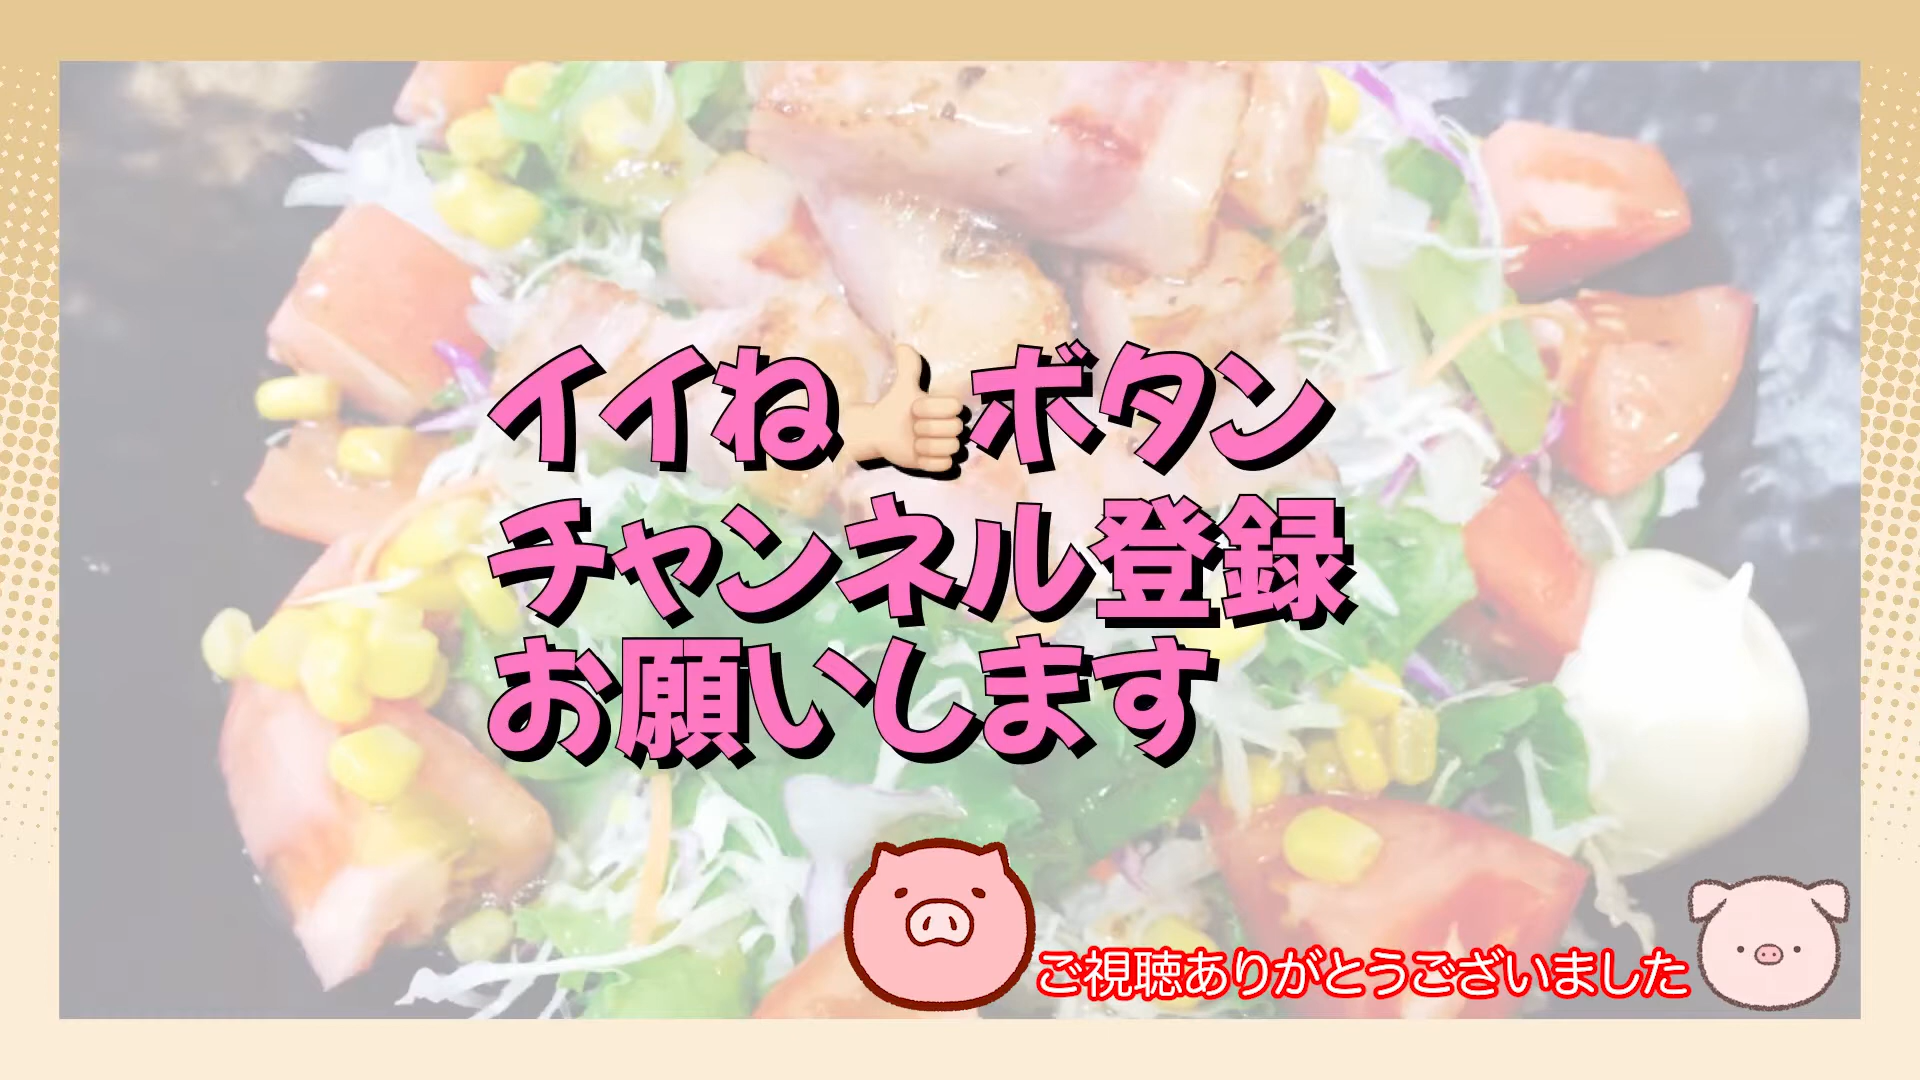 イイね👍🏼ボタン
チャンネル登録
お願いします
ご視聴ありがとうございました